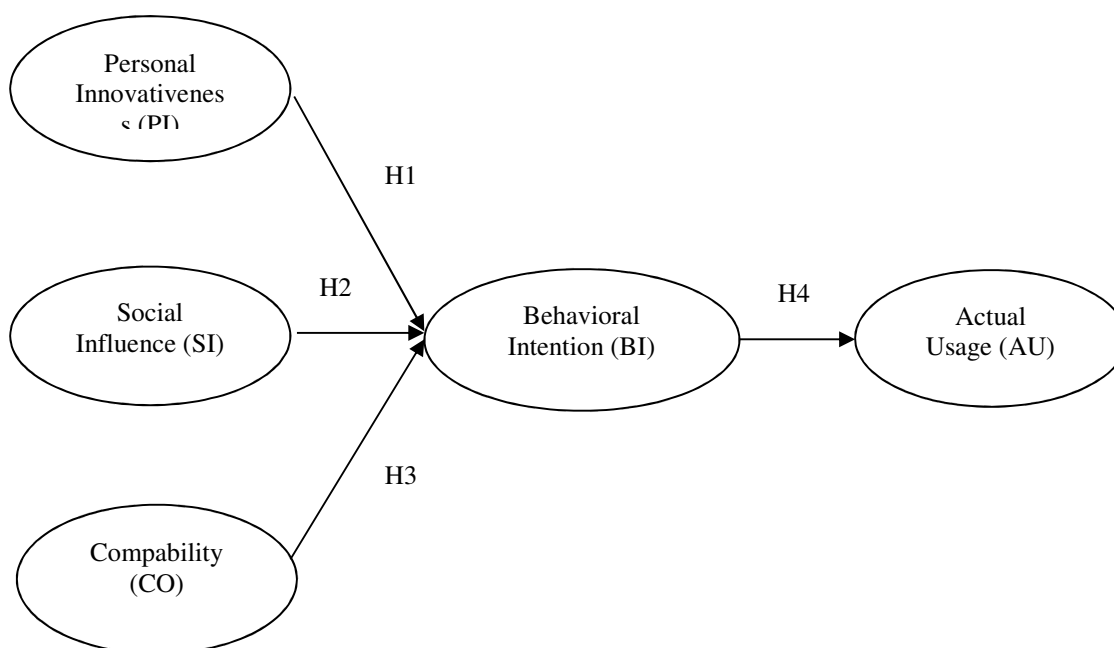 Personal
Innovativenes
s (PI)
H1
Social
Influence (SI)
H2
Behavioral
Intention (BI)
H4
Actual
Usage (AU)
H3
Compability
(CO)